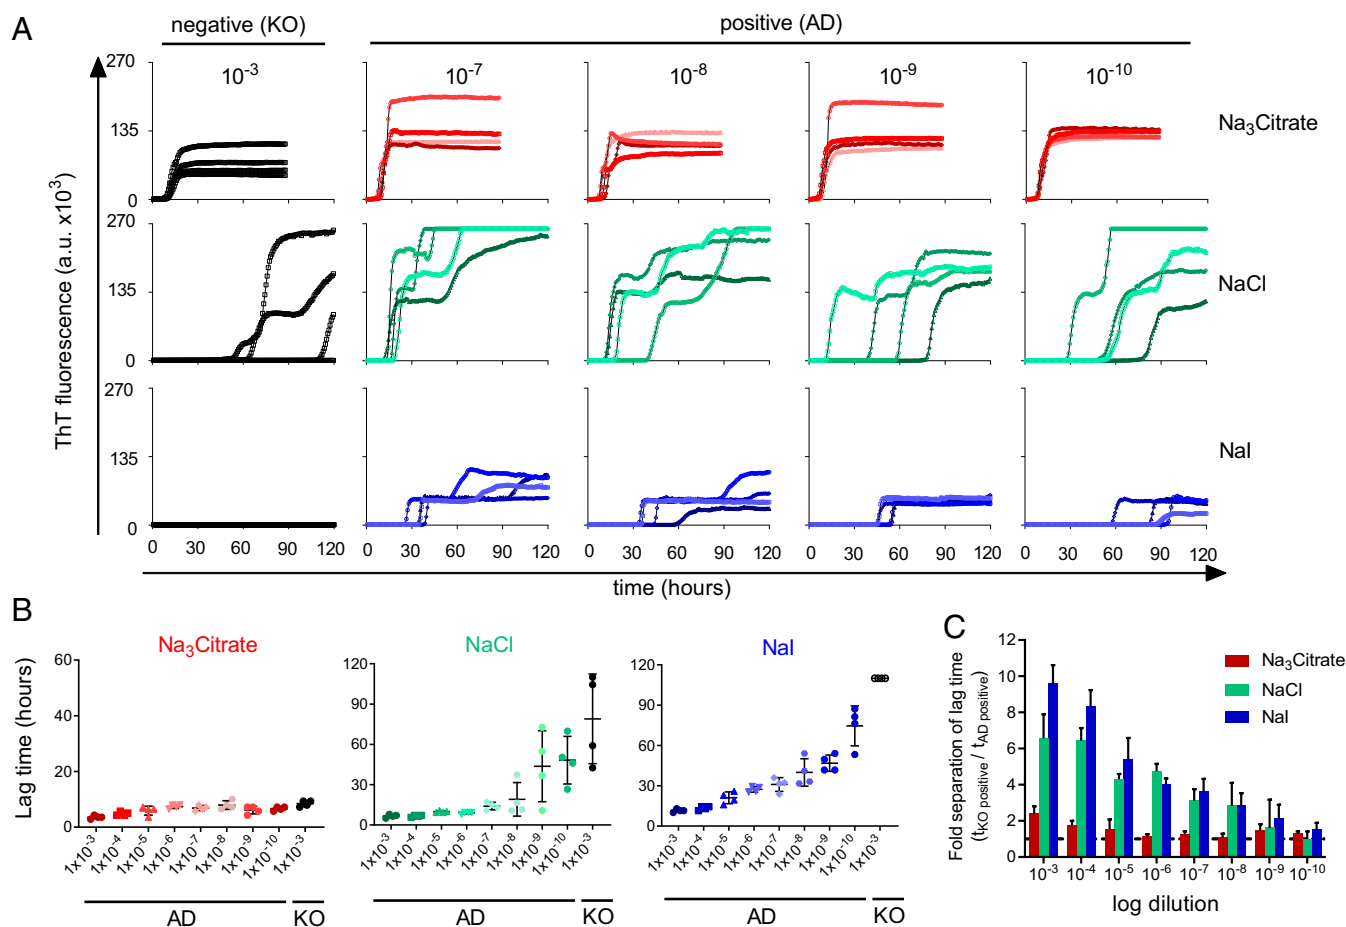 A
negative (KO)
positive (AD)
10-3
10-7
10-8
10-9
10-10
270
135
0
Na3Citrate
270
135
0
NaCl
270
135
0
NaI
ThT fluorescence (a.u. x103)
0 30 60 90 120
0 30 60 90 120
0 30 60 90 120
0 30 60 90 120
0 30 60 90 120
time (hours)
B
Na3Citrate
Lag time (hours)
60
40
20
0
1x10-3 1x10-4 1x10-5 1x10-6 1x10-7 1x10-8 1x10-9 1x10-10 1x10-3
AD KO
NaCl
120
90
60
30
0
1x10-3 1x10-4 1x10-5 1x10-6 1x10-7 1x10-8 1x10-9 1x10-10 1x10-3
AD KO
NaI
120
90
60
30
0
1x10-3 1x10-4 1x10-5 1x10-6 1x10-7 1x10-8 1x10-9 1x10-10 1x10-3
AD KO
C
Fold separation of lag time
(tKO positive / tAD positive)
12
10
8
6
4
2
0
Na3Citrate
NaCl
NaI
10-3 10-4 10-5 10-6 10-7 10-8 10-9 10-10
log dilution